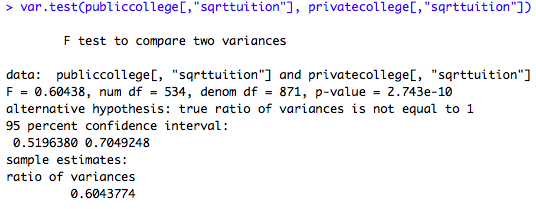 > var.test(publiccollege[,"sqrttuition"], privatecollege[,"sqrttuition"])
F test to compare two variances
data:  publiccollege[, "sqrttuition"] and privatecollege[, "sqrttuition"]
F = 0.60438, num df = 534, denom df = 871, p-value = 2.743e-10
alternative hypothesis: true ratio of variances is not equal to 1
95 percent confidence interval:
 0.5196380 0.7049248
sample estimates:
ratio of variances
         0.6043774